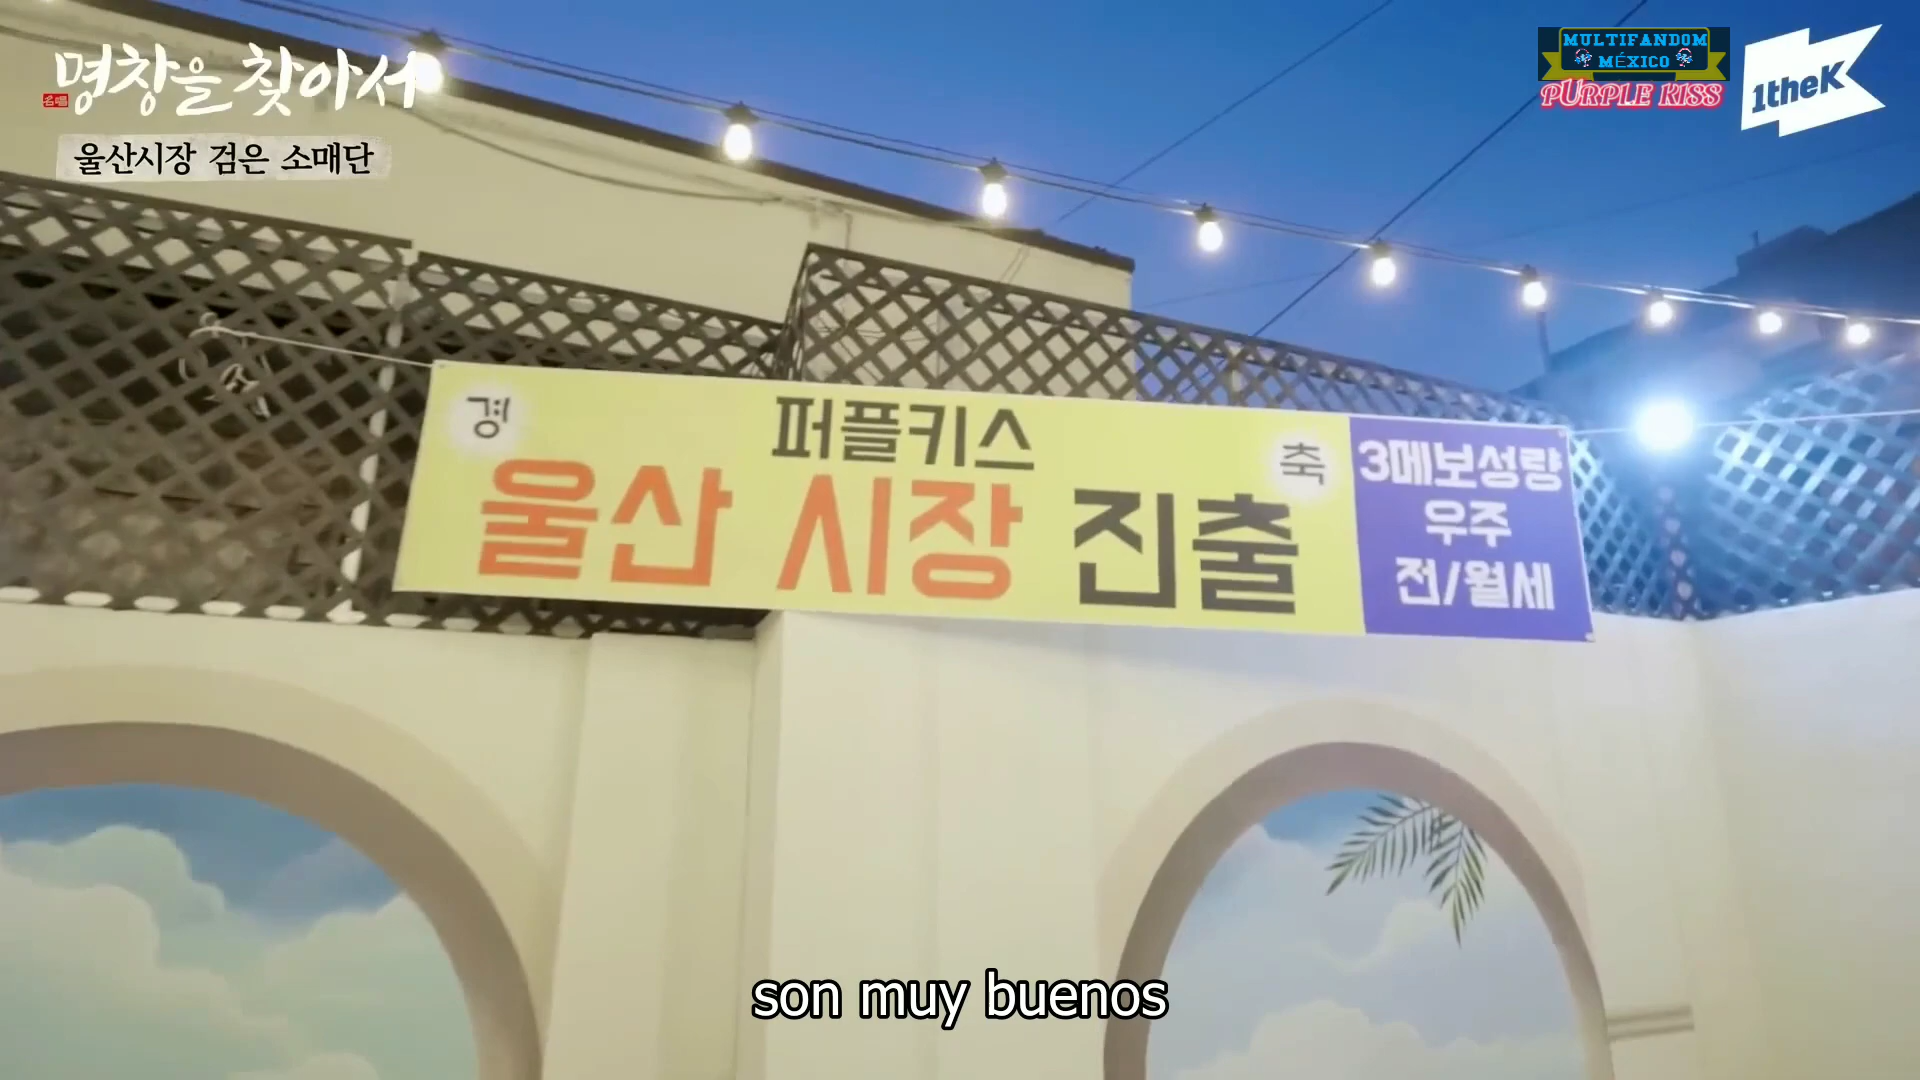 명창을 찾아서
名唱
울산시장 검은 소매단
MULTIFANDOM
MÉXICO
PURPLE KISS
1theK
경 축
퍼플키스
울산 시장 진출
3메보성량
우주
전/월세
son muy buenos